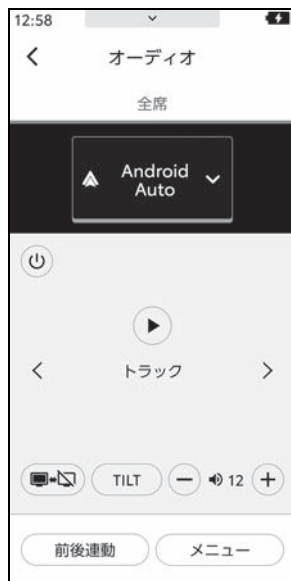 12:58
オーディオ
全席
Android
Auto
トラック
TILT
12
前後連動
メニュー